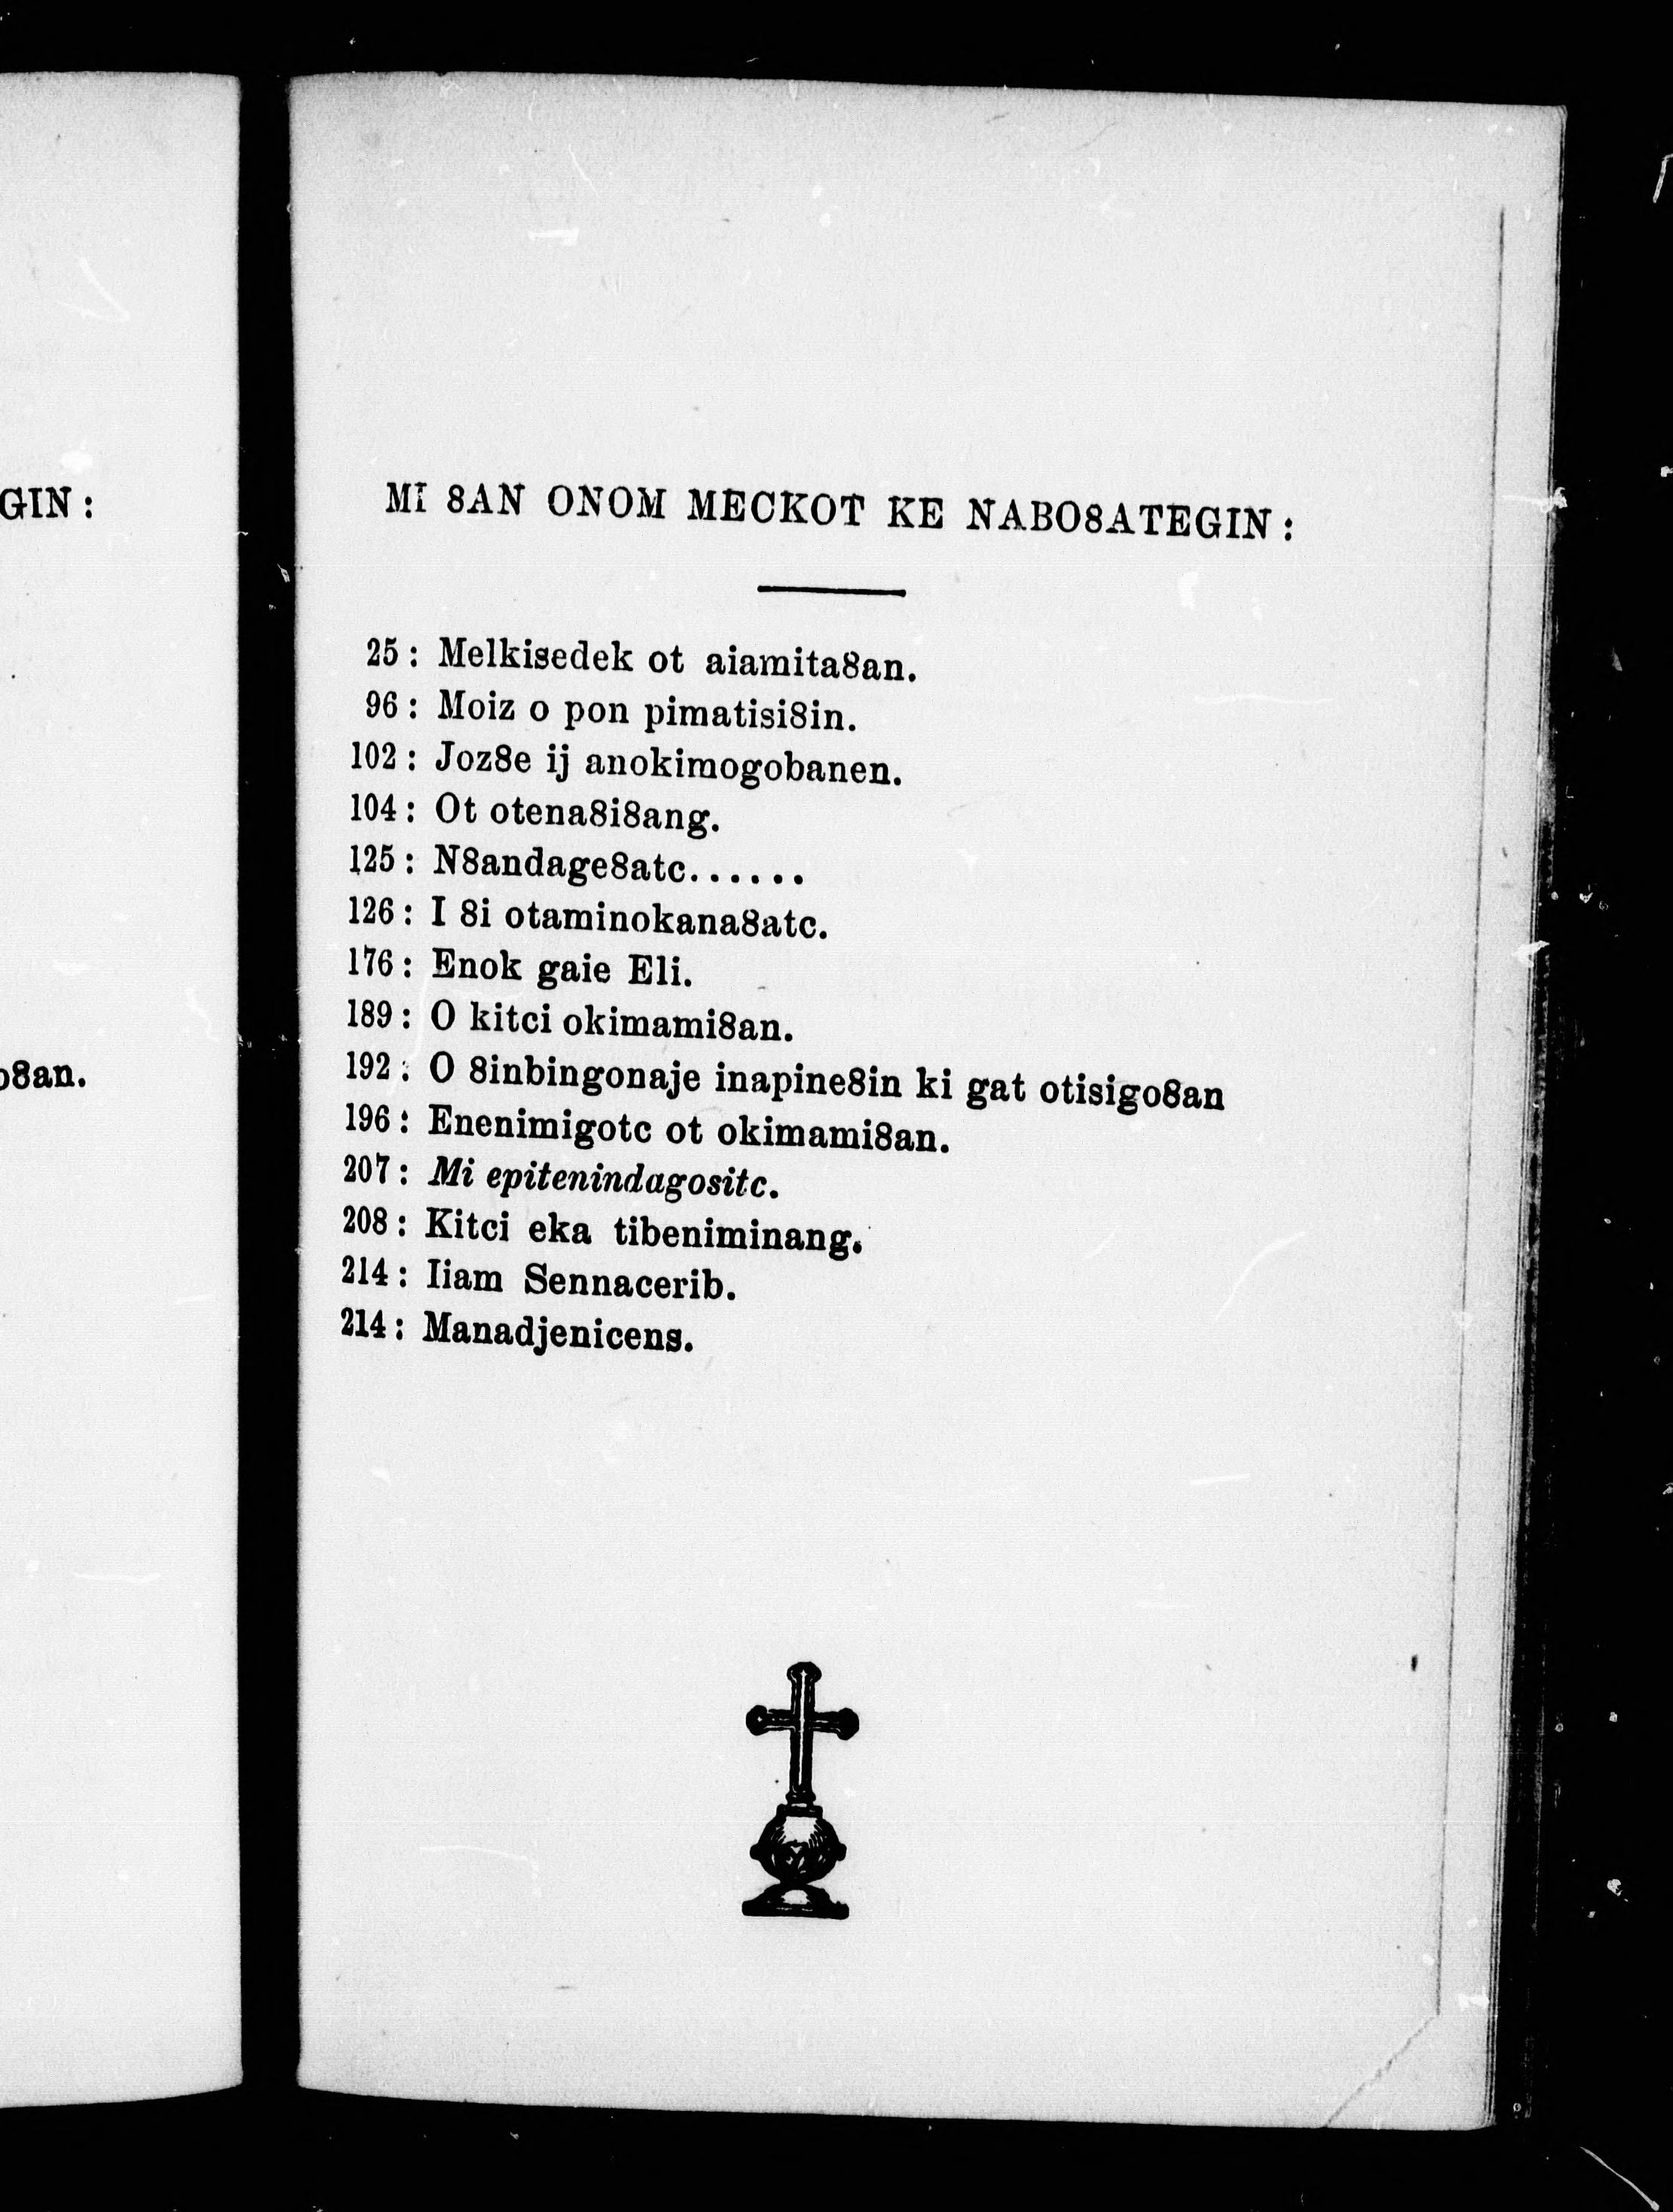 GIN :
o8an.
MI 8AN ONOM MECKOT KE NABO8ATEGIN :
25 : Melkisedek ot aiamita8an.
96 : Moiz o pon pimatisi8in.
102 : Joz8e ij anokimogobanen.
104 : Ot otena8i8ang.
125 : N8andage8atc......
126 : I 8i otaminokana8atc.
176 : Enok gaie Eli.
189 : O kitci okimami8an.
192 : O 8inbingonaje inapine8in ki gat otisigo8an
196 : Enenimigotc ot okimami8an.
207 : Mi epitenindagositc.
208 : Kitci eka tibeniminang.
214 : Iiam Sennacerib.
214 : Manadjenicens.